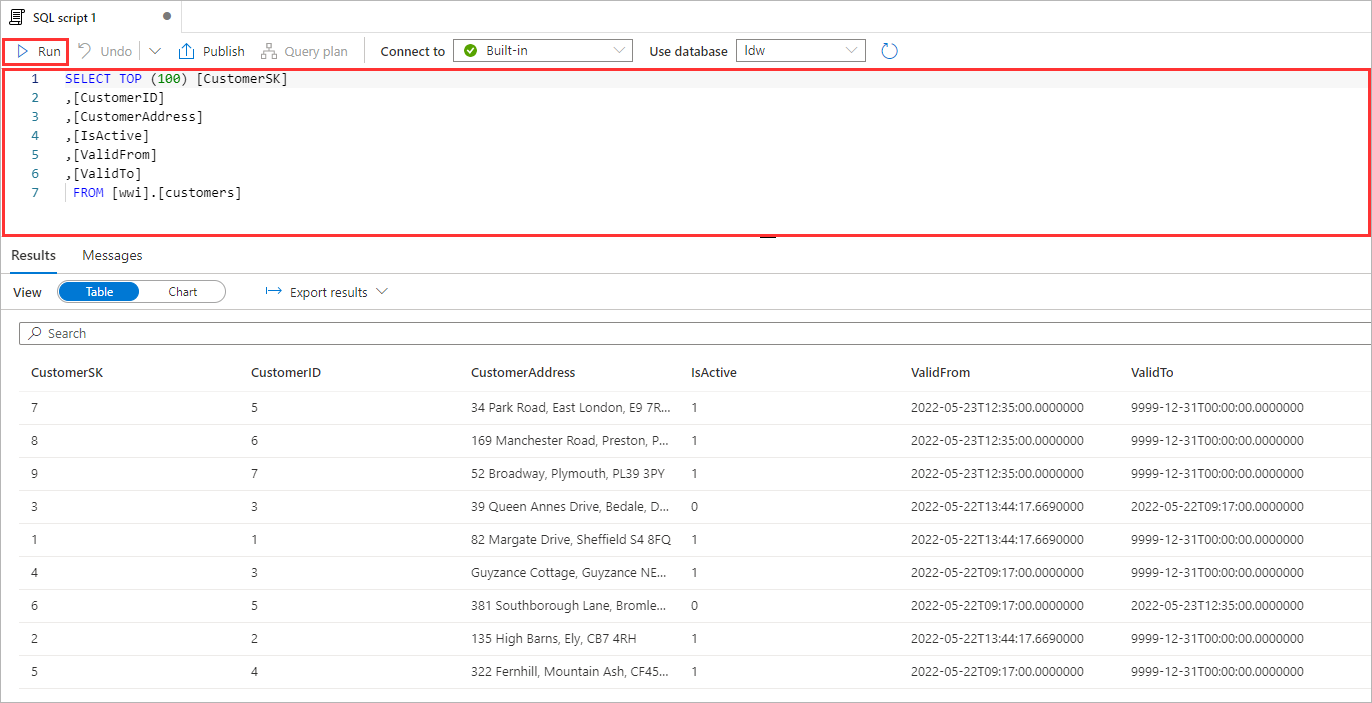 SQL script 1
Run Undo Publish Query plan Connect to Built-in Use database ldw
1 SELECT TOP (100) [CustomerSK]
2 ,[CustomerID]
3 ,[CustomerAddress]
4 ,[IsActive]
5 ,[ValidFrom]
6 ,[ValidTo]
7 FROM [wwi].[customers]
Results Messages
View Table Chart Export results
Search
CustomerSK CustomerID CustomerAddress IsActive ValidFrom ValidTo
7 5 34 Park Road, East London, E9 7R... 1 2022-05-23T12:35:00.0000000 9999-12-31T00:00:00.0000000
8 6 169 Manchester Road, Preston, P... 1 2022-05-23T12:35:00.0000000 9999-12-31T00:00:00.0000000
9 7 52 Broadway, Plymouth, PL39 3PY 1 2022-05-23T12:35:00.0000000 9999-12-31T00:00:00.0000000
3 3 39 Queen Annes Drive, Bedale, D... 0 2022-05-22T13:44:17.6690000 2022-05-22T09:17:00.0000000
1 1 82 Margate Drive, Sheffield S4 8FQ 1 2022-05-22T13:44:17.6690000 9999-12-31T00:00:00.0000000
4 3 Guyzance Cottage, Guyzance NE... 1 2022-05-22T09:17:00.0000000 9999-12-31T00:00:00.0000000
6 5 381 Southborough Lane, Bromle... 0 2022-05-22T09:17:00.0000000 2022-05-23T12:35:00.0000000
2 2 135 High Barns, Ely, CB7 4RH 1 2022-05-22T13:44:17.6690000 9999-12-31T00:00:00.0000000
5 4 322 Fernhill, Mountain Ash, CF45... 1 2022-05-22T09:17:00.0000000 9999-12-31T00:00:00.0000000